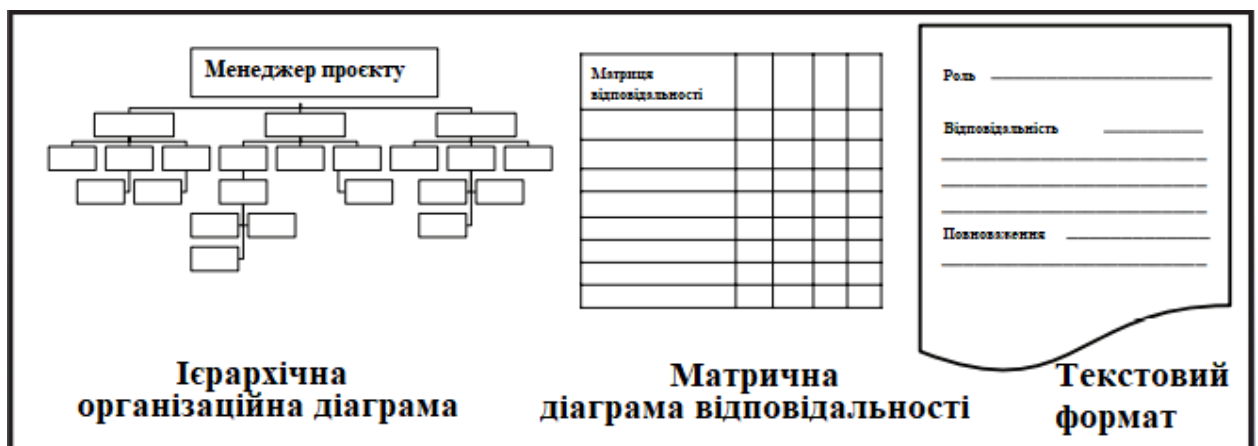 Менеджер проєкту
Матриця
відповідальності
Роль
Відповідальність
Повноваження
Ієрархічна
організаційна діаграма
Матрична
діаграма відповідальності
Текстовий
формат